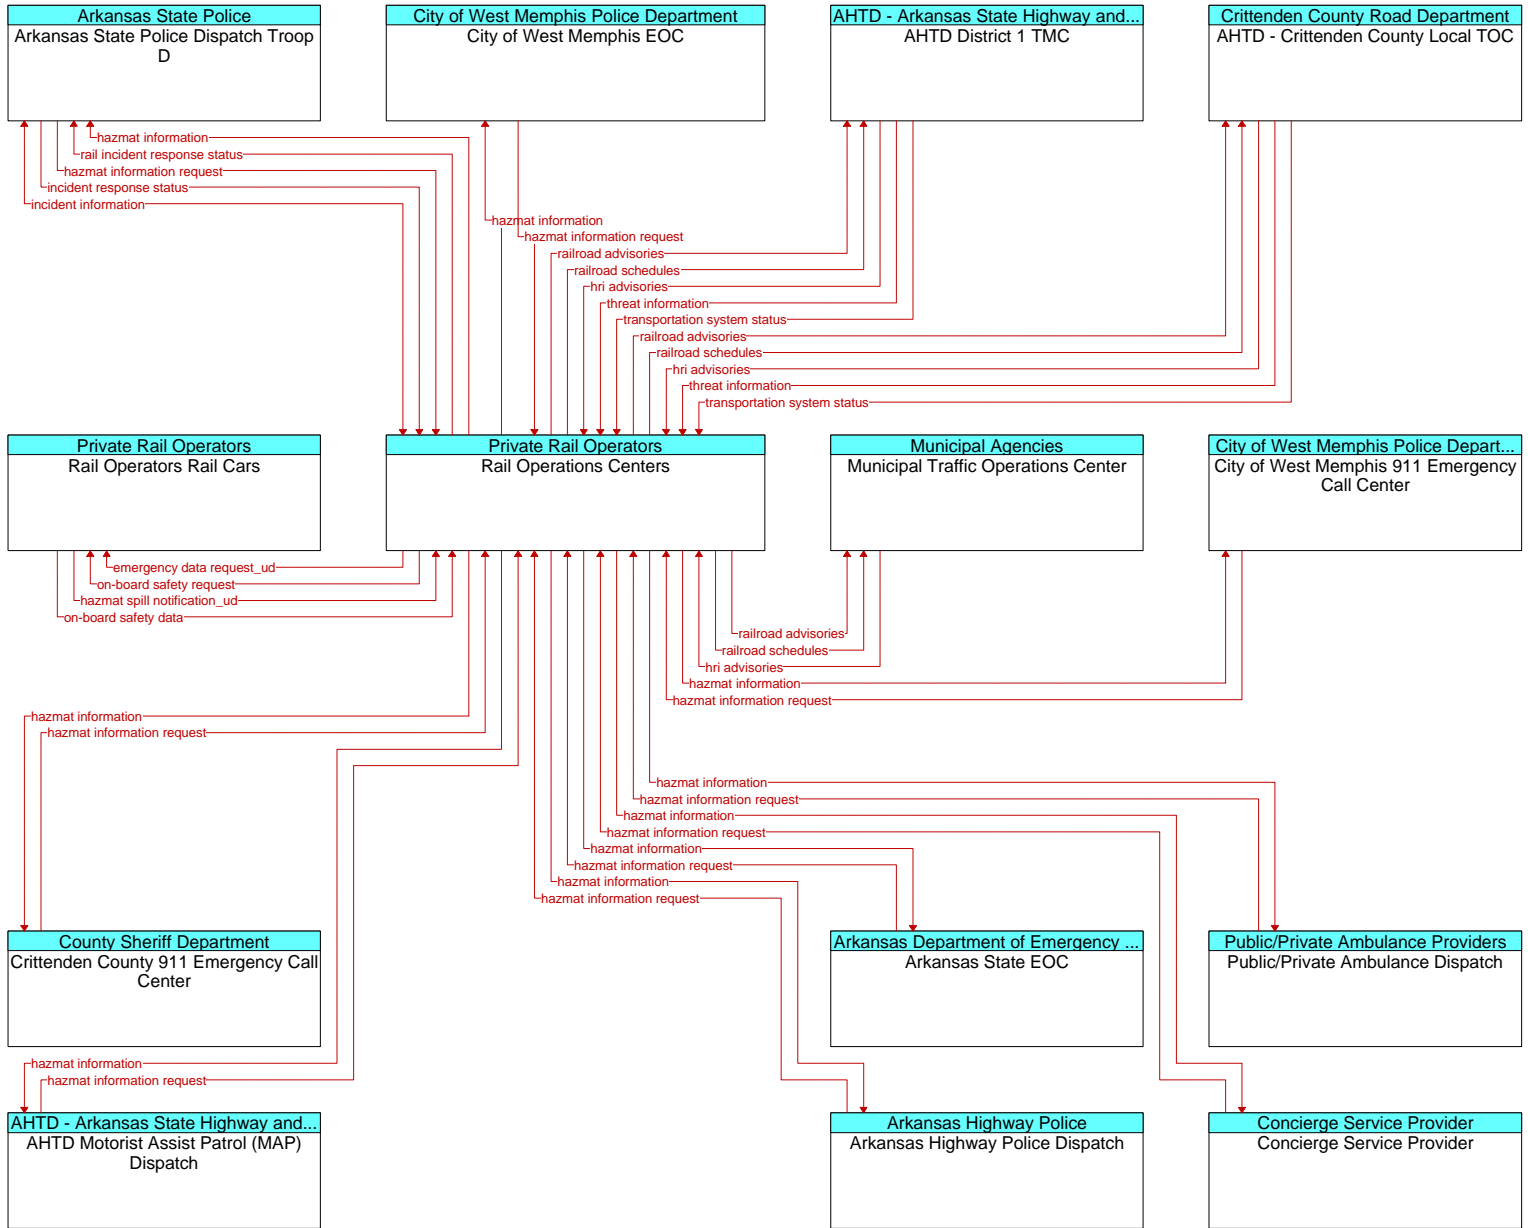 Arkansas State Police
Arkansas State Police Dispatch Troop
D
City of West Memphis Police Department
City of West Memphis EOC
AHTD - Arkansas State Highway and...
AHTD District 1 TMC
Crittenden County Road Department
AHTD - Crittenden County Local TOC
hazmat information
rail incident response status
hazmat information request
incident response status
incident information
hazmat information
hazmat information request
railroad advisories
railroad schedules
hri advisories
threat information
transportation system status
railroad advisories
railroad schedules
hri advisories
threat information
transportation system status
Private Rail Operators
Rail Operators Rail Cars
Private Rail Operators
Rail Operations Centers
Municipal Agencies
Municipal Traffic Operations Center
City of West Memphis Police Depart...
City of West Memphis 911 Emergency
Call Center
emergency data request_ud
on-board safety request
hazmat spill notification_ud
on-board safety data
railroad advisories
railroad schedules
hri advisories
hazmat information
hazmat information request
hazmat information
hazmat information request
hazmat information
hazmat information request
hazmat information
hazmat information request
hazmat information
hazmat information request
hazmat information
hazmat information request
County Sheriff Department
Crittenden County 911 Emergency Call
Center
Arkansas Department of Emergency ...
Arkansas State EOC
Public/Private Ambulance Providers
Public/Private Ambulance Dispatch
hazmat information
hazmat information request
AHTD - Arkansas State Highway and...
AHTD Motorist Assist Patrol (MAP)
Dispatch
Arkansas Highway Police
Arkansas Highway Police Dispatch
Concierge Service Provider
Concierge Service Provider